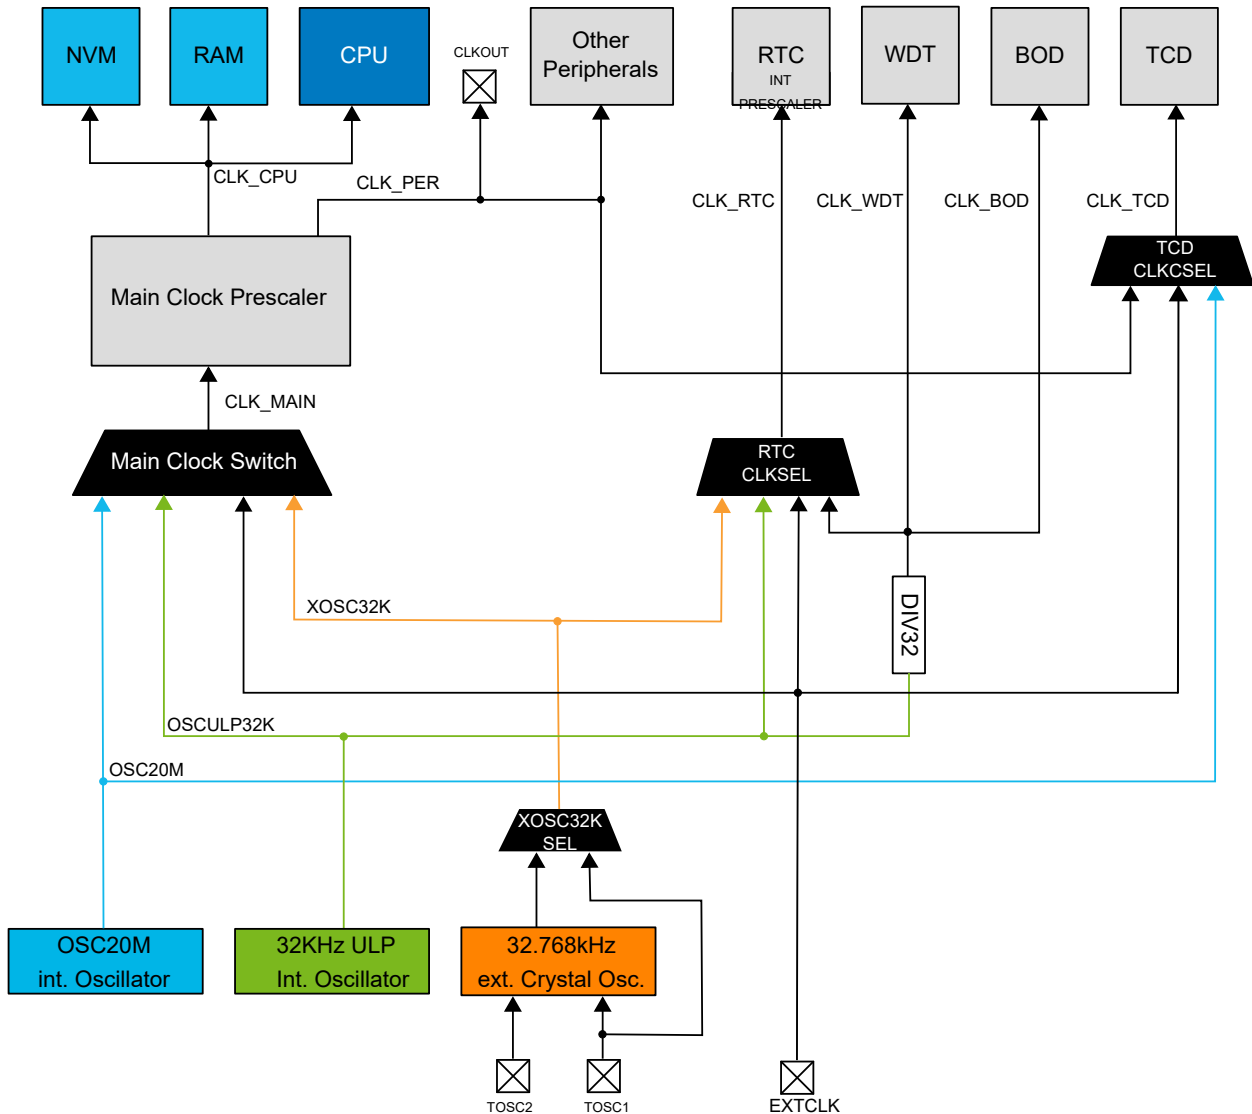 NVM
RAM
CPU
CLKOUT
Other
Peripherals
RTC
INT
PRESCALER
WDT
BOD
TCD
CLK_CPU
CLK_PER
CLK_RTC
CLK_WDT
CLK_BOD
CLK_TCD
TCD
CLKCSEL
Main Clock Prescaler
CLK_MAIN
Main Clock Switch
RTC
CLKSEL
XOSC32K
DIV32
OSCULP32K
OSC20M
XOSC32K
SEL
OSC20M
int. Oscillator
32KHz ULP
Int. Oscillator
32.768kHz
ext. Crystal Osc.
TOSC2
TOSC1
EXTCLK